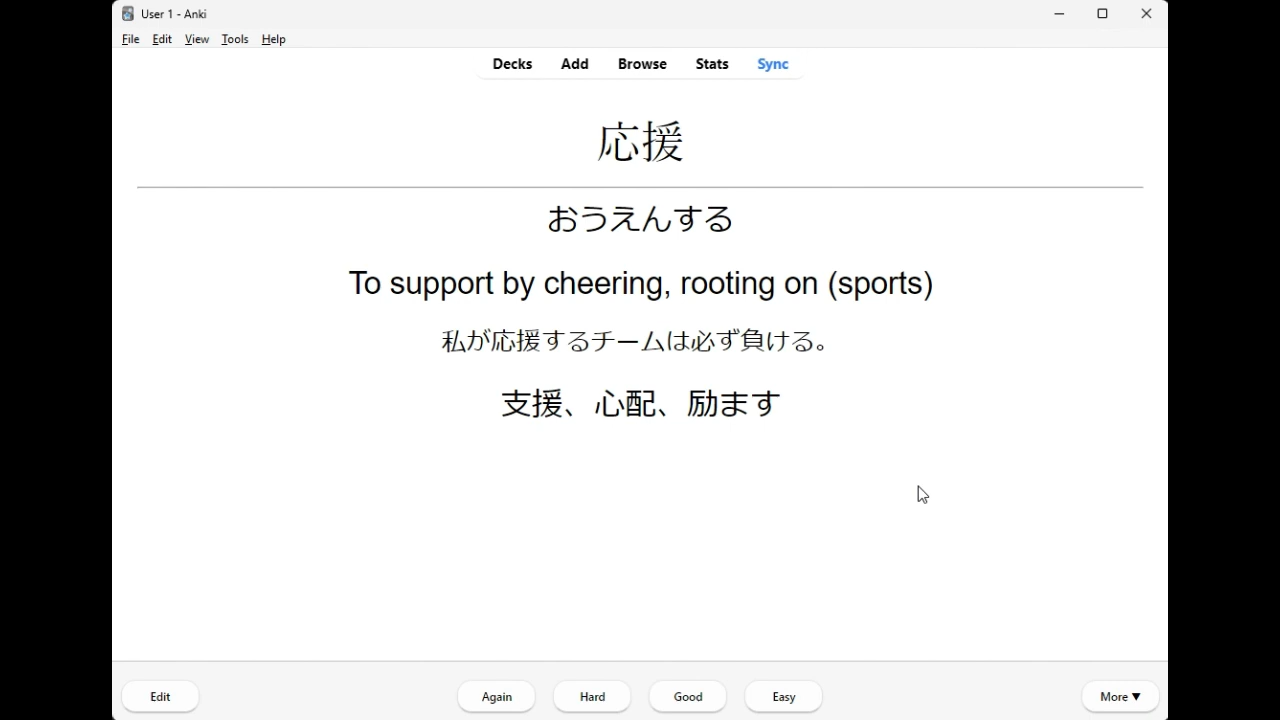 User 1 - Anki
File Edit View Tools Help
Decks Add Browse Stats Sync
応援
おうえんする
To support by cheering, rooting on (sports)
私が応援するチームは必ず負ける。
支援、心配、励ます
Edit Again Hard Good Easy More ▼